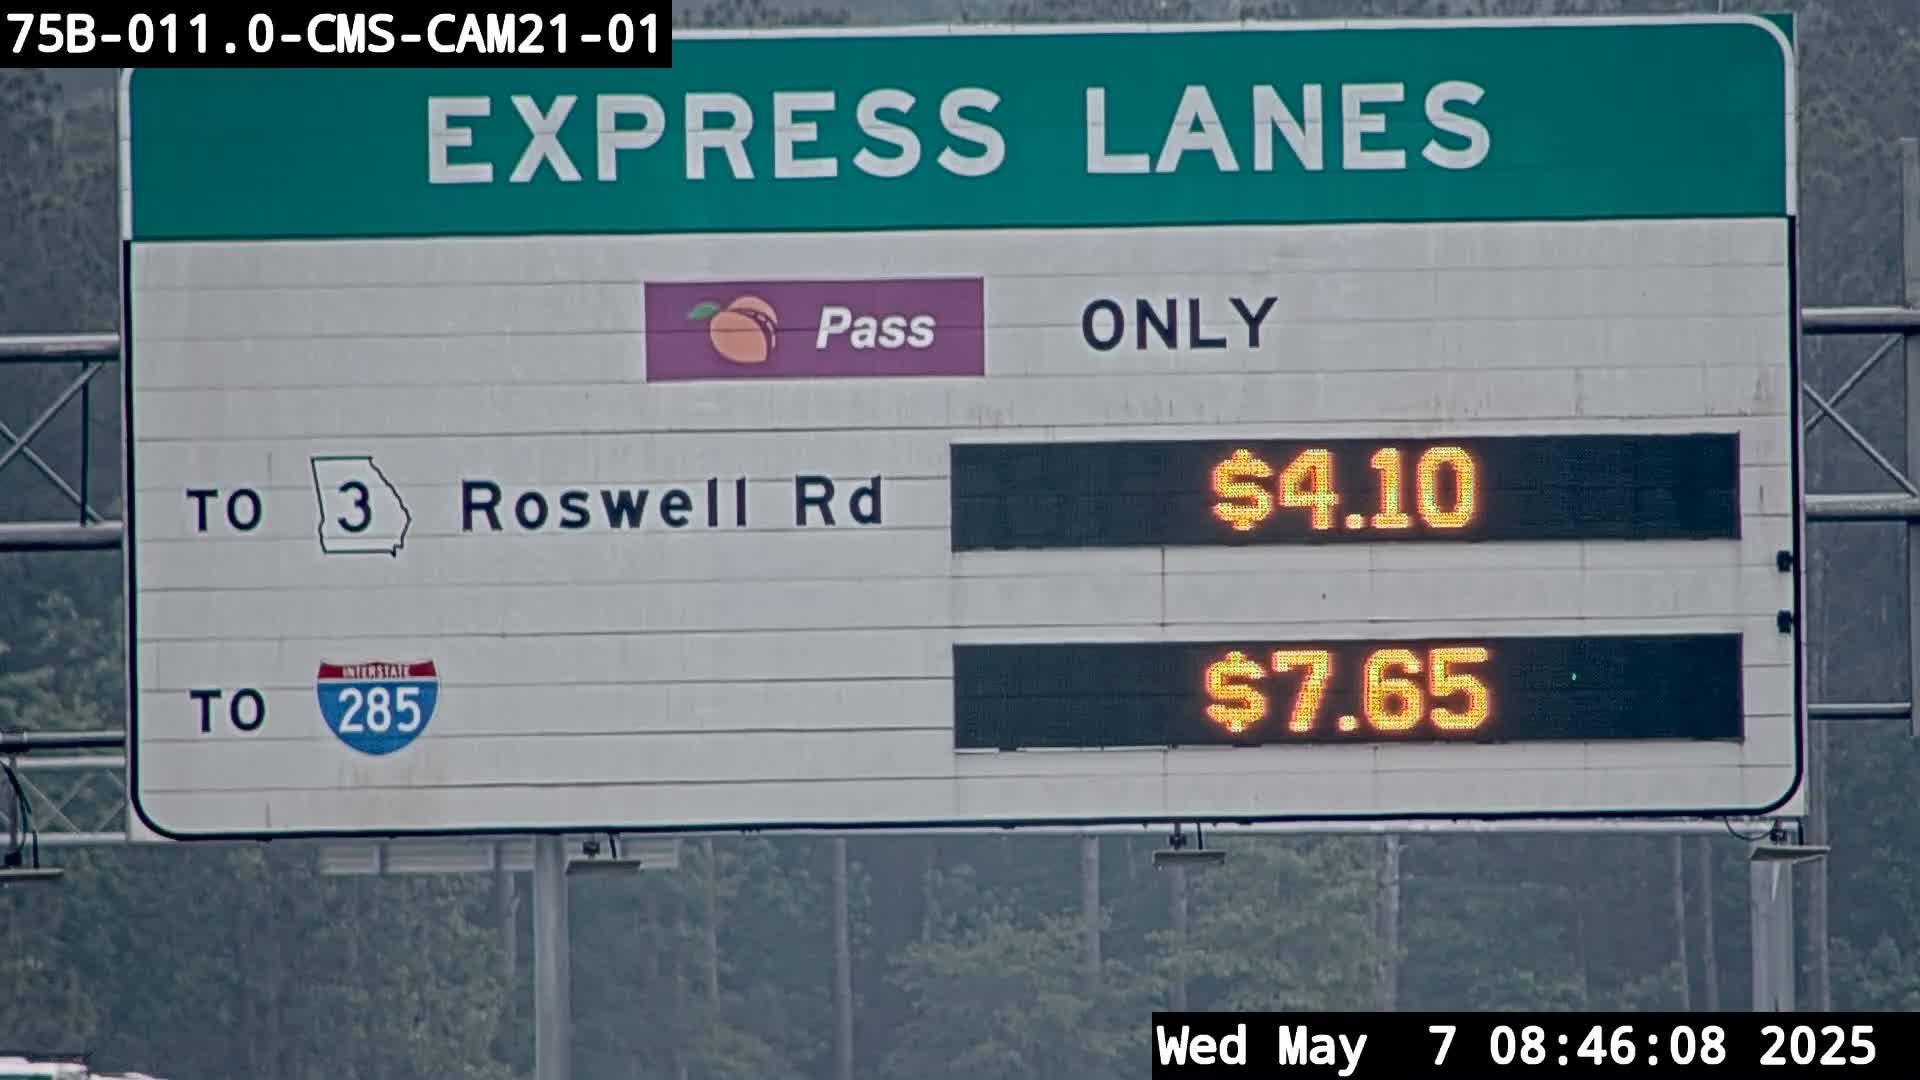 75B-011.0-CMS-CAM21-01
EXPRESS LANES
Pass ONLY
TO 3 Roswell Rd $4.10
INTERSTATE
TO 285 $7.65
Wed May 7 08:46:08 2025